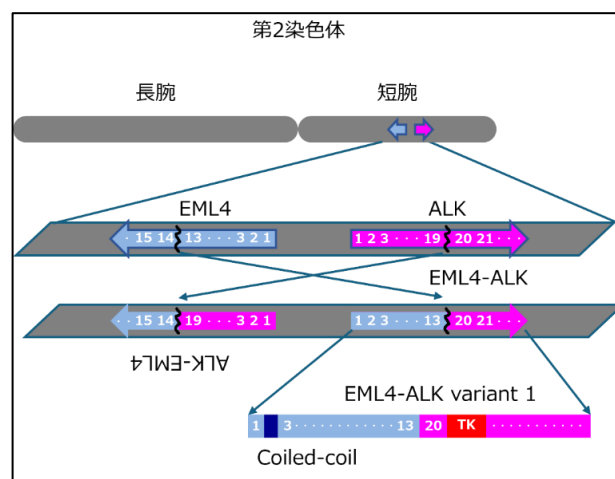 第2染色体
長腕 短腕
EML4 ALK
· · 15 14 13 · · · 3 2 1 1 2 3 · · · 19 20 21 · · ·
EML4-ALK
· · 15 14 19 · · · 3 2 1 1 2 3 · · · 13 20 21 · · ·
ALK-EML4
EML4-ALK variant 1
1 3 · · · · · · · · · · · · 13 20 TK · · · · · · · · · · ·
Coiled-coil